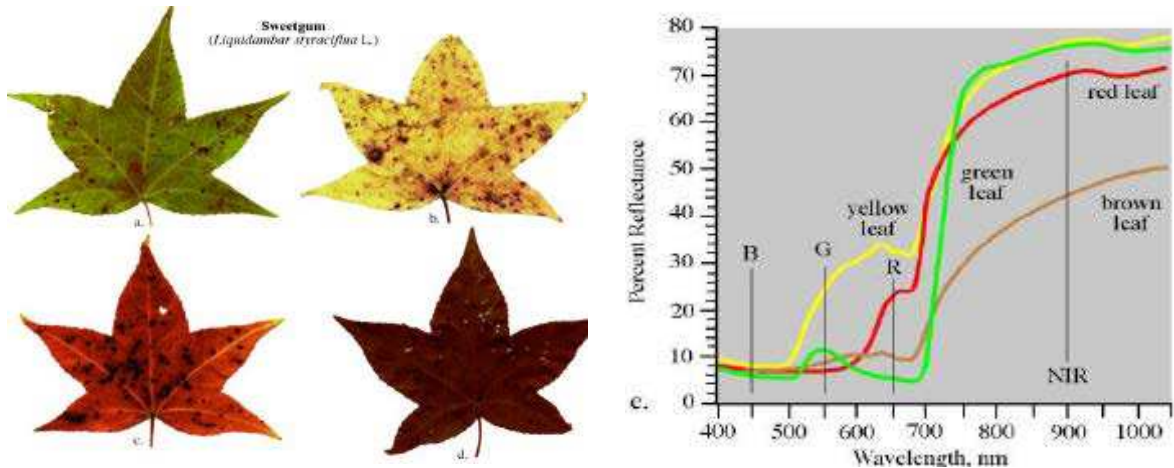 Sweetgum
(Liquidambar styraciflua L.)
a.
b.
c.
d.
80
70
60
50
40
30
20
10
0
Percent Reflectance
B
G
R
NIR
yellow
leaf
green
leaf
red leaf
brown
leaf
e.
400
500
600
700
800
900
1000
Wavelength, nm